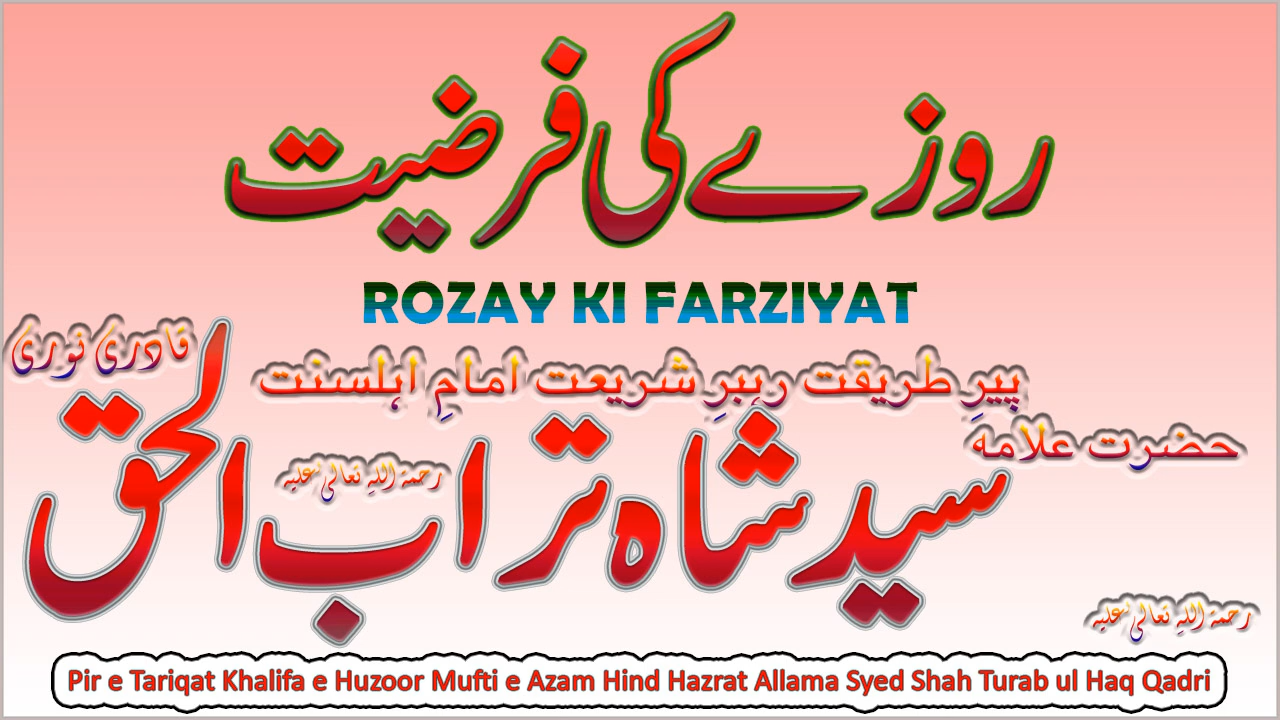 روزے کی فرضیت
ROZAY KI FARZIYAT
پیرِ طریقت رہبرِ شریعت امامِ اہلسنت
حضرت علامہ
سید شاہ تراب الحق
قادری نوری
رحمۃ اللہ تعالیٰ علیہ
رحمۃ اللہ تعالیٰ علیہ
Pir e Tariqat Khalifa e Huzoor Mufti e Azam Hind Hazrat Allama Syed Shah Turab ul Haq Qadri